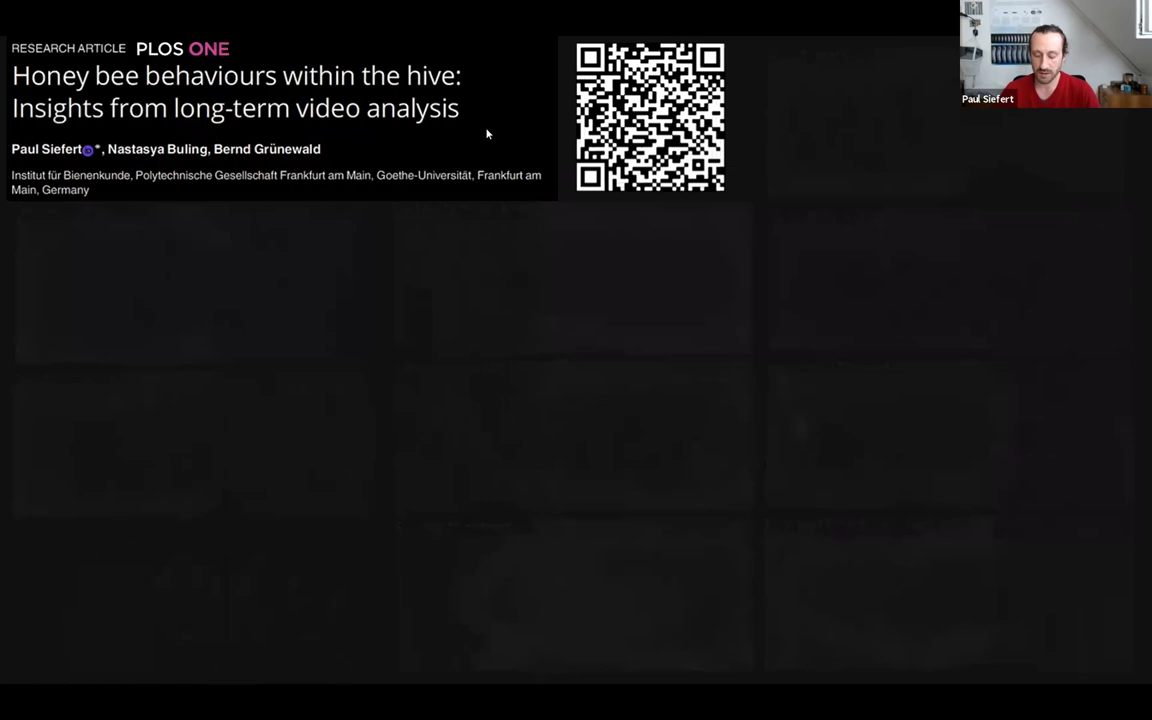 RESEARCH ARTICLE PLOS ONE
Honey bee behaviours within the hive:
Insights from long-term video analysis
Paul Siefert*, Nastasya Buling, Bernd Grünewald
Institut für Bienenkunde, Polytechnische Gesellschaft Frankfurt am Main, Goethe-Universität, Frankfurt am
Main, Germany
Paul Siefert